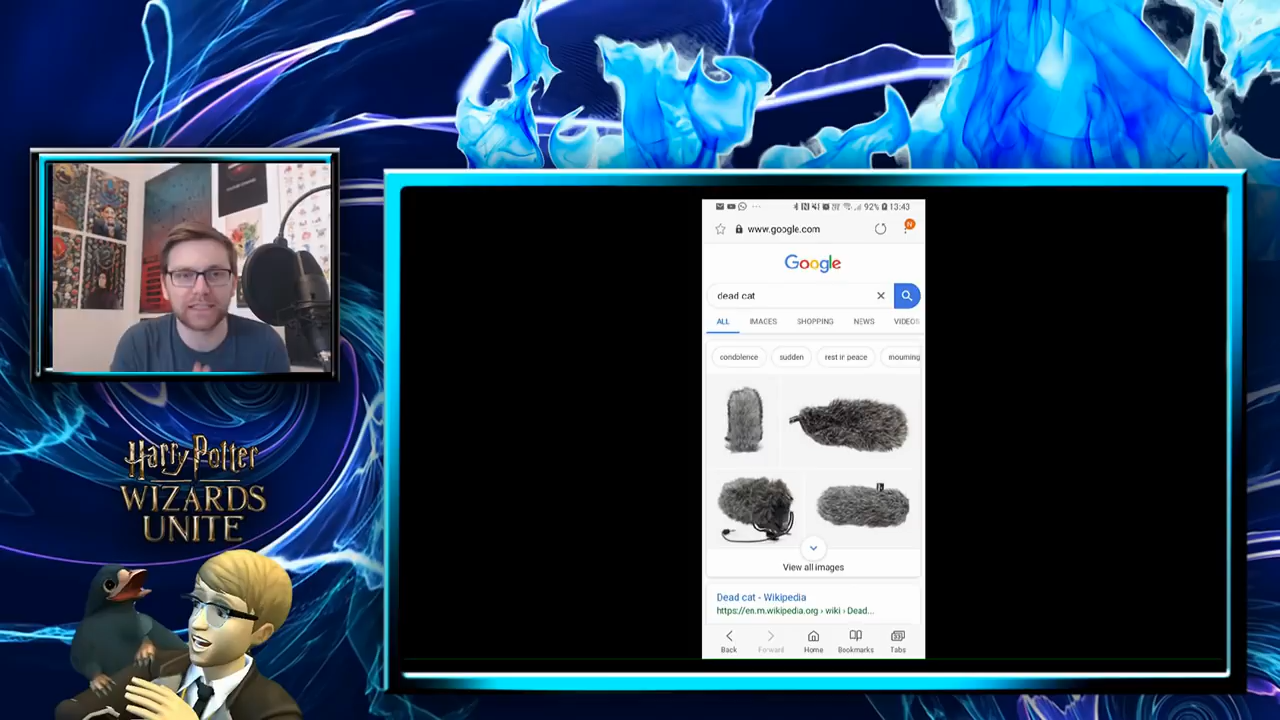 92% 13:43
www.google.com
Google
dead cat
ALL IMAGES SHOPPING NEWS VIDEOS
condolence sudden rest in peace mourning
View all images
Dead cat - Wikipedia
https://en.m.wikipedia.org › wiki › Dead...
Back Forward Home Bookmarks Tabs
Harry Potter
WIZARDS
UNITE